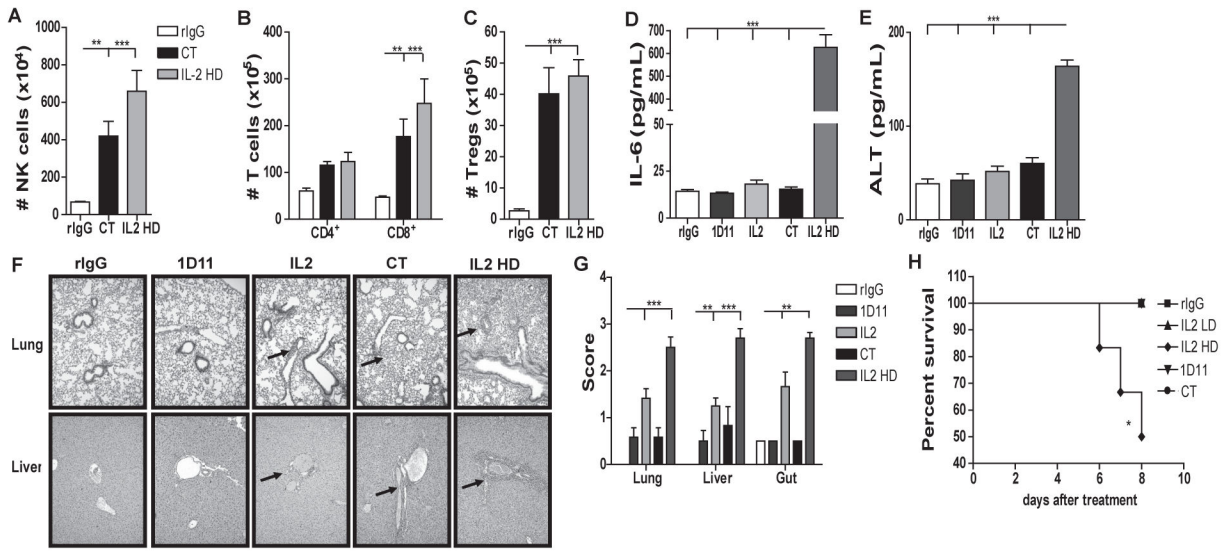 A
# NK cells (x10⁴)
1000
800
600
400
200
0
** ***
rIgG
CT
IL-2 HD
rIgG CT IL2 HD
B
# T cells (x10⁵)
400
300
200
100
0
** ***
CD4⁺ CD8⁺
C
# Tregs (x10⁵)
60
50
40
30
20
10
0
***
rIgG CT IL2 HD
D
IL-6 (pg/mL)
700
600
500
400
300
200
100
25
0
***
rIgG 1D11 IL2 CT IL2 HD
E
ALT (pg/mL)
200
100
0
***
rIgG 1D11 IL2 CT IL2 HD
F
rIgG 1D11 IL2 CT IL2 HD
Lung
Liver
G
Score
4
3
2
1
0
*** ** *** **
Lung Liver Gut
rIgG
1D11
IL2
CT
IL2 HD
H
Percent survival
110
100
90
80
70
60
50
40
*
0 2 4 6 8 10
days after treatment
rIgG
IL2 LD
IL2 HD
1D11
CT